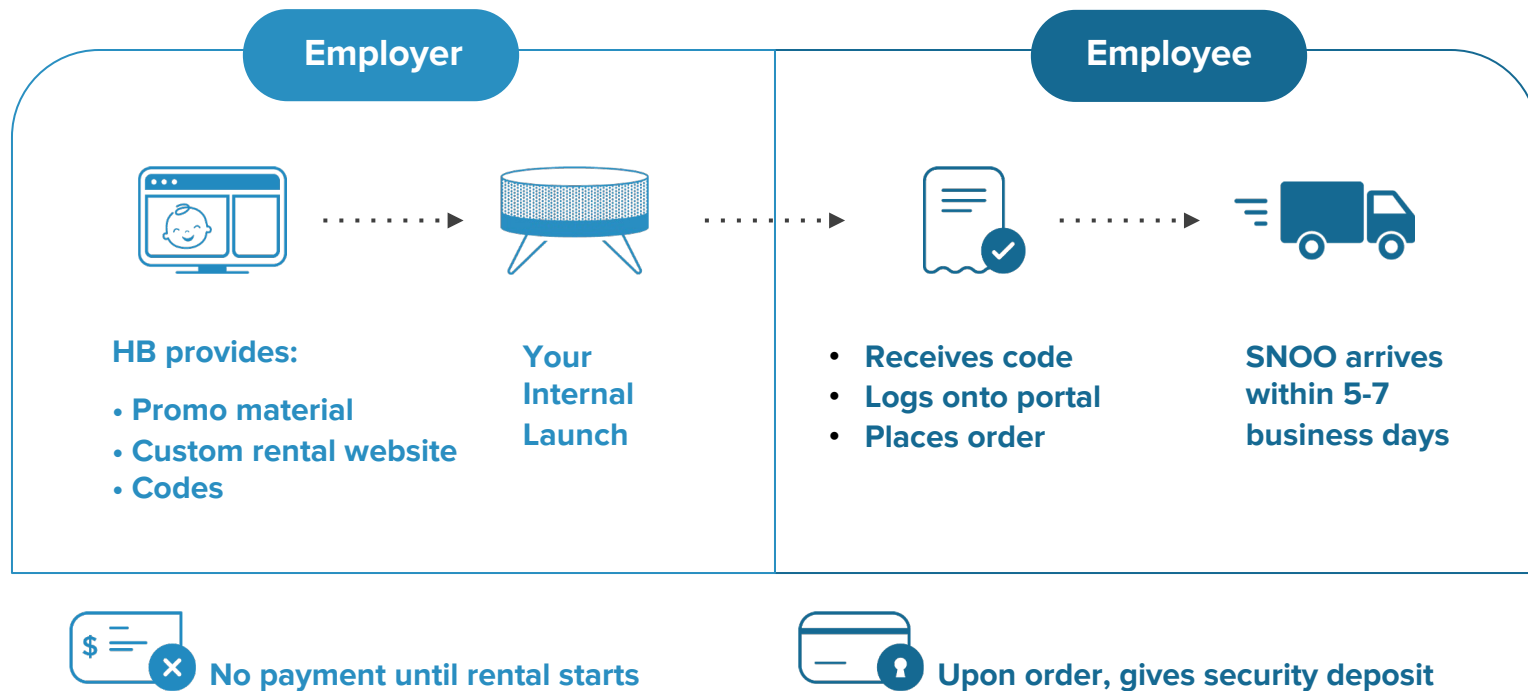 Employer
HB provides:
• Promo material
• Custom rental website
• Codes
Your
Internal
Launch
$
No payment until rental starts
Employee
• Receives code
• Logs onto portal
• Places order
SNOO arrives
within 5-7
business days
Upon order, gives security deposit